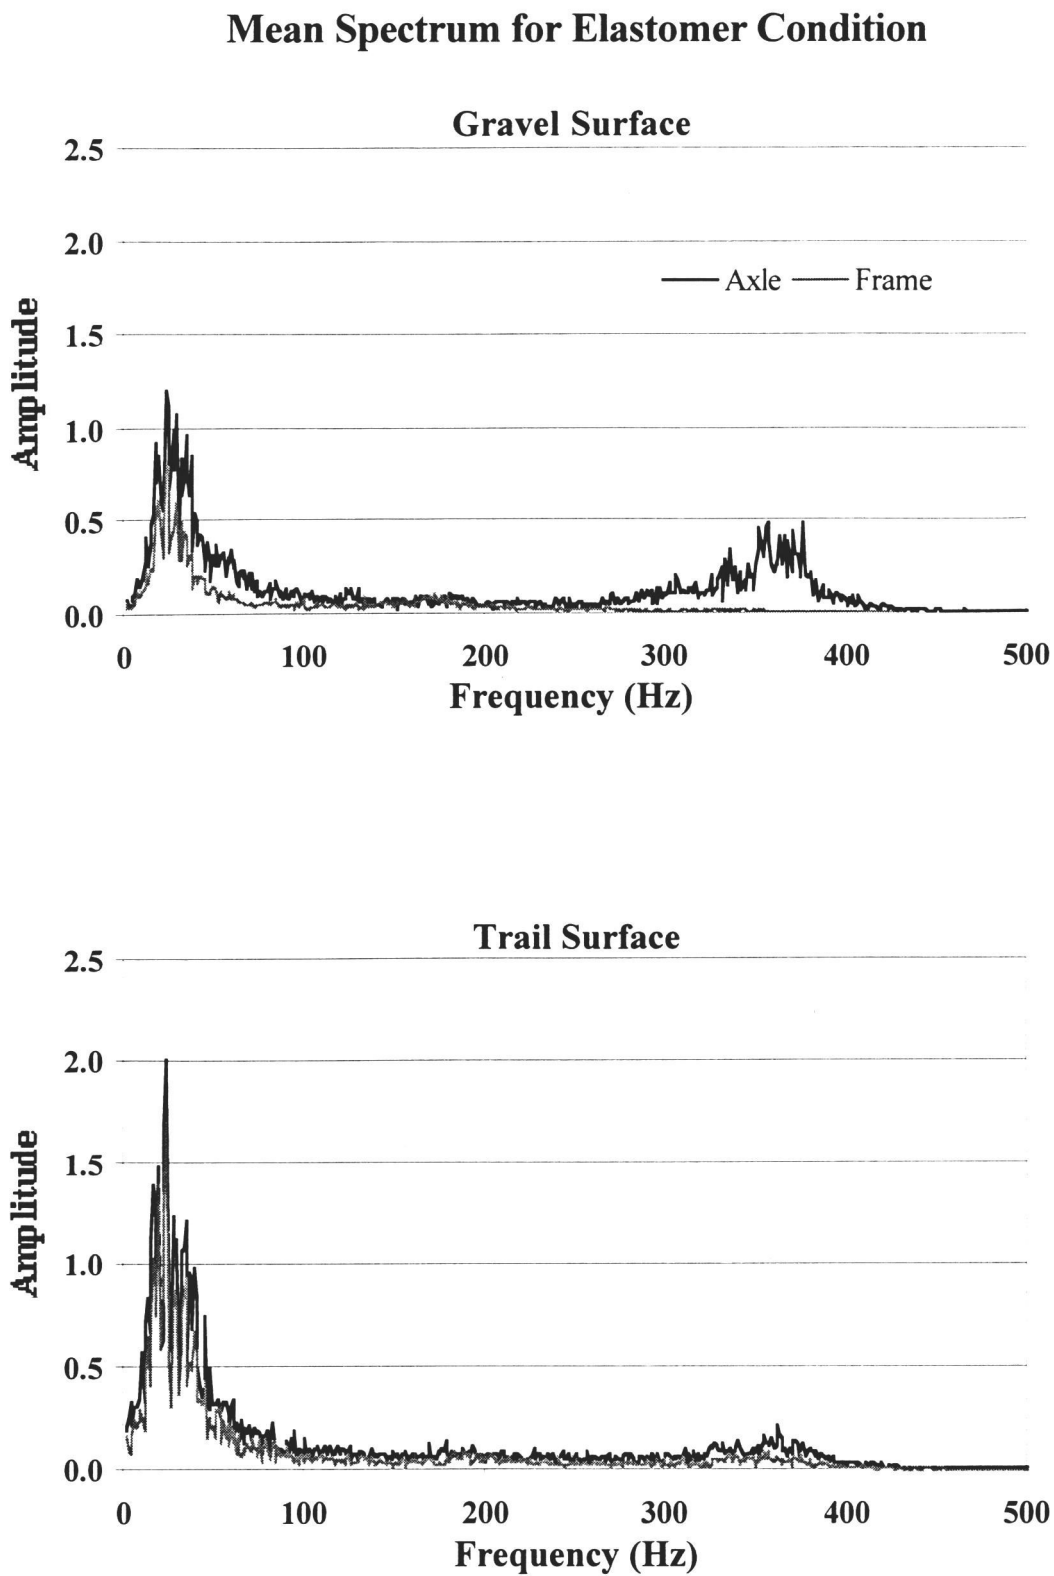 Mean Spectrum for Elastomer Condition
Gravel Surface
2.5
2.0
Axle Frame
1.5
Amplitude
1.0
0.5
0.0
0 100 200 300 400 500
Frequency (Hz)
Trail Surface
2.5
2.0
1.5
Amplitude
1.0
0.5
0.0
0 100 200 300 400 500
Frequency (Hz)